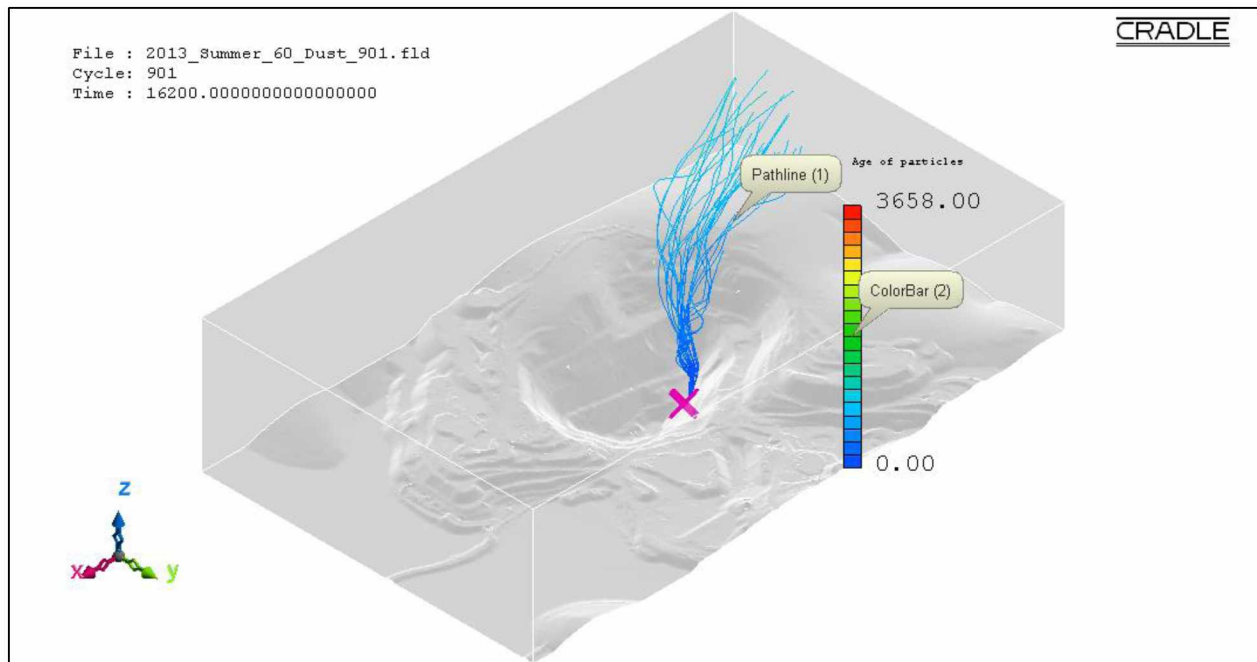 File : 2013_Summer_60_Dust_901.fld
Cycle: 901
Time : 16200.0000000000000000
CRADLE
Age of particles
Pathline (1)
3658.00
ColorBar (2)
0.00
z
x
y